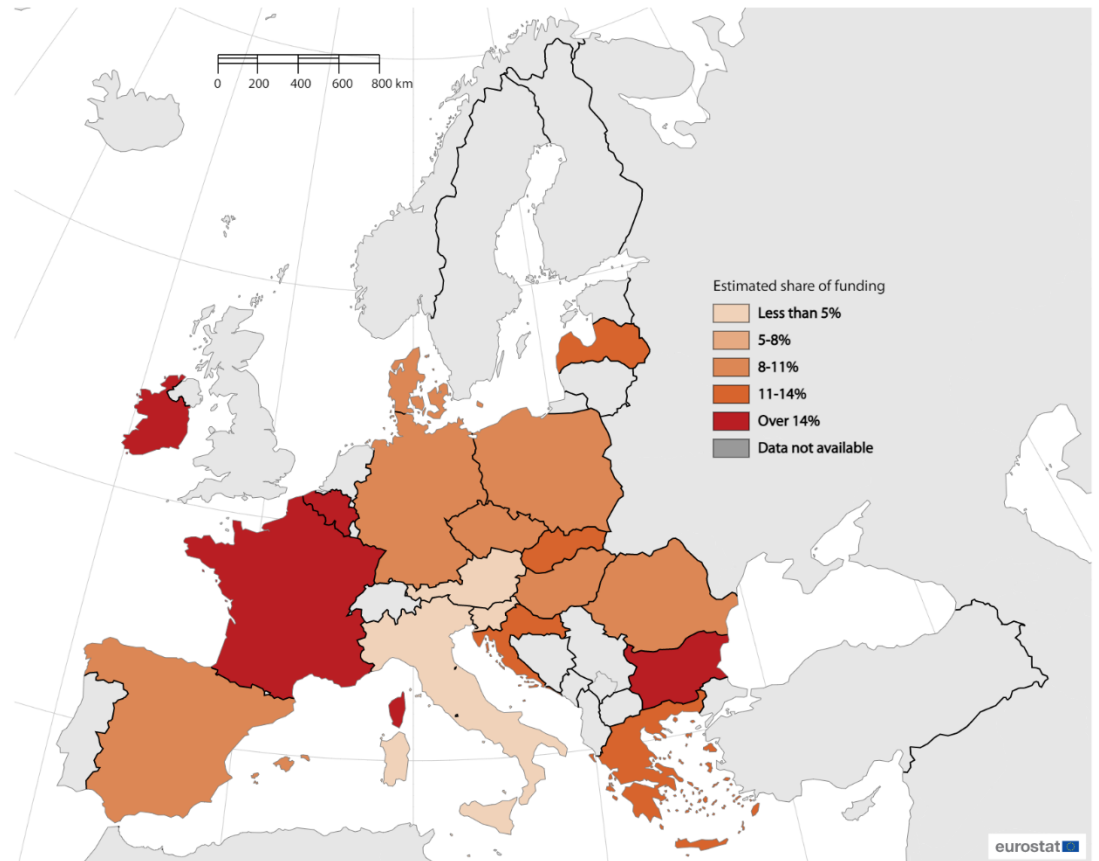 0 200 400 600 800 km
Estimated share of funding
Less than 5%
5-8%
8-11%
11-14%
Over 14%
Data not available
eurostat